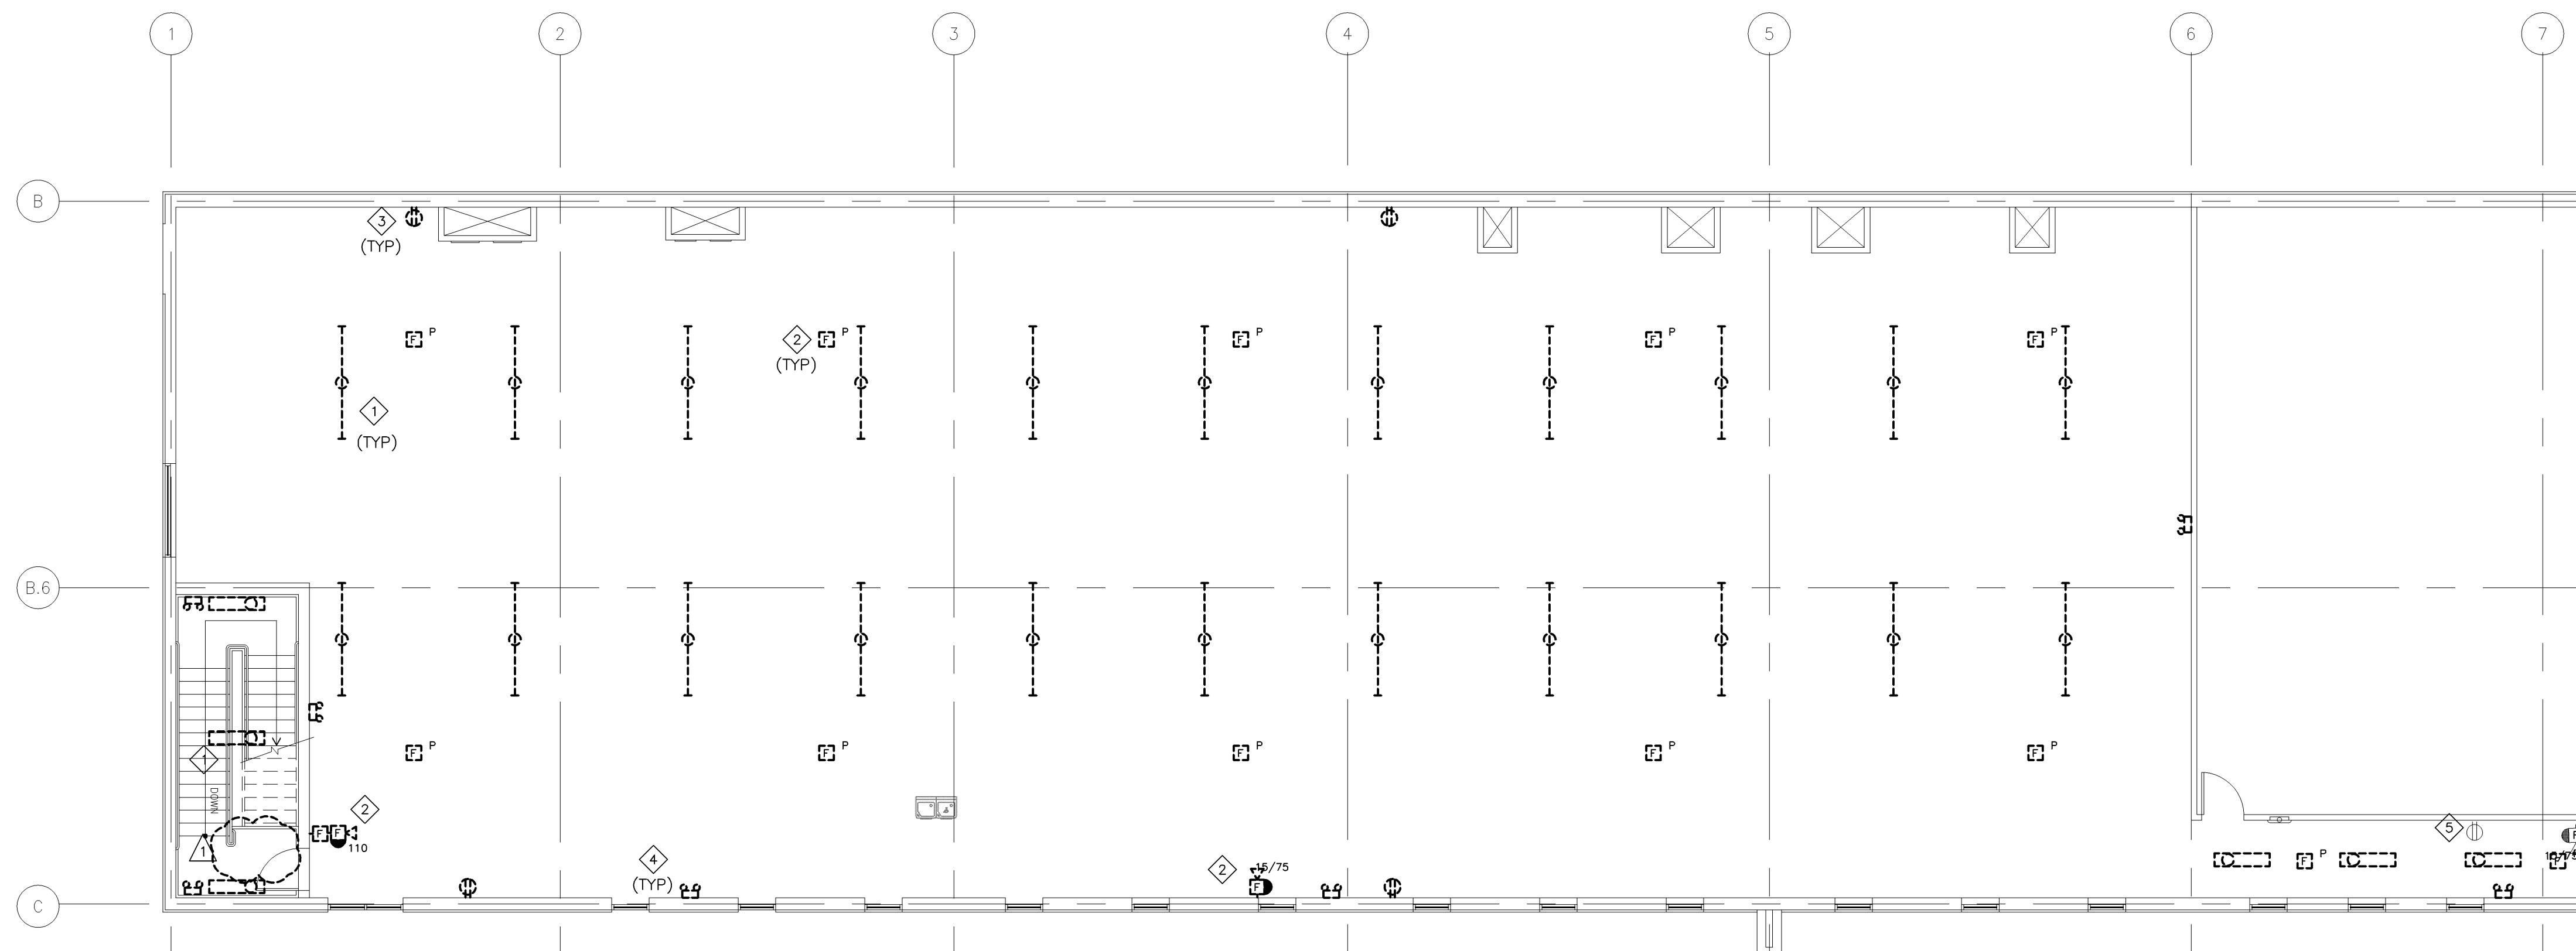 1 2 3 4 5 6 7
B
3
(TYP)
F P
2
(TYP)
F P
F P
F P
F P
1
(TYP)
B.6
F P
F P
F P
F P
F P
1
DOWN
2
F F
110
1
4
(TYP)
2
15/75
F
5
F P
F
F
C